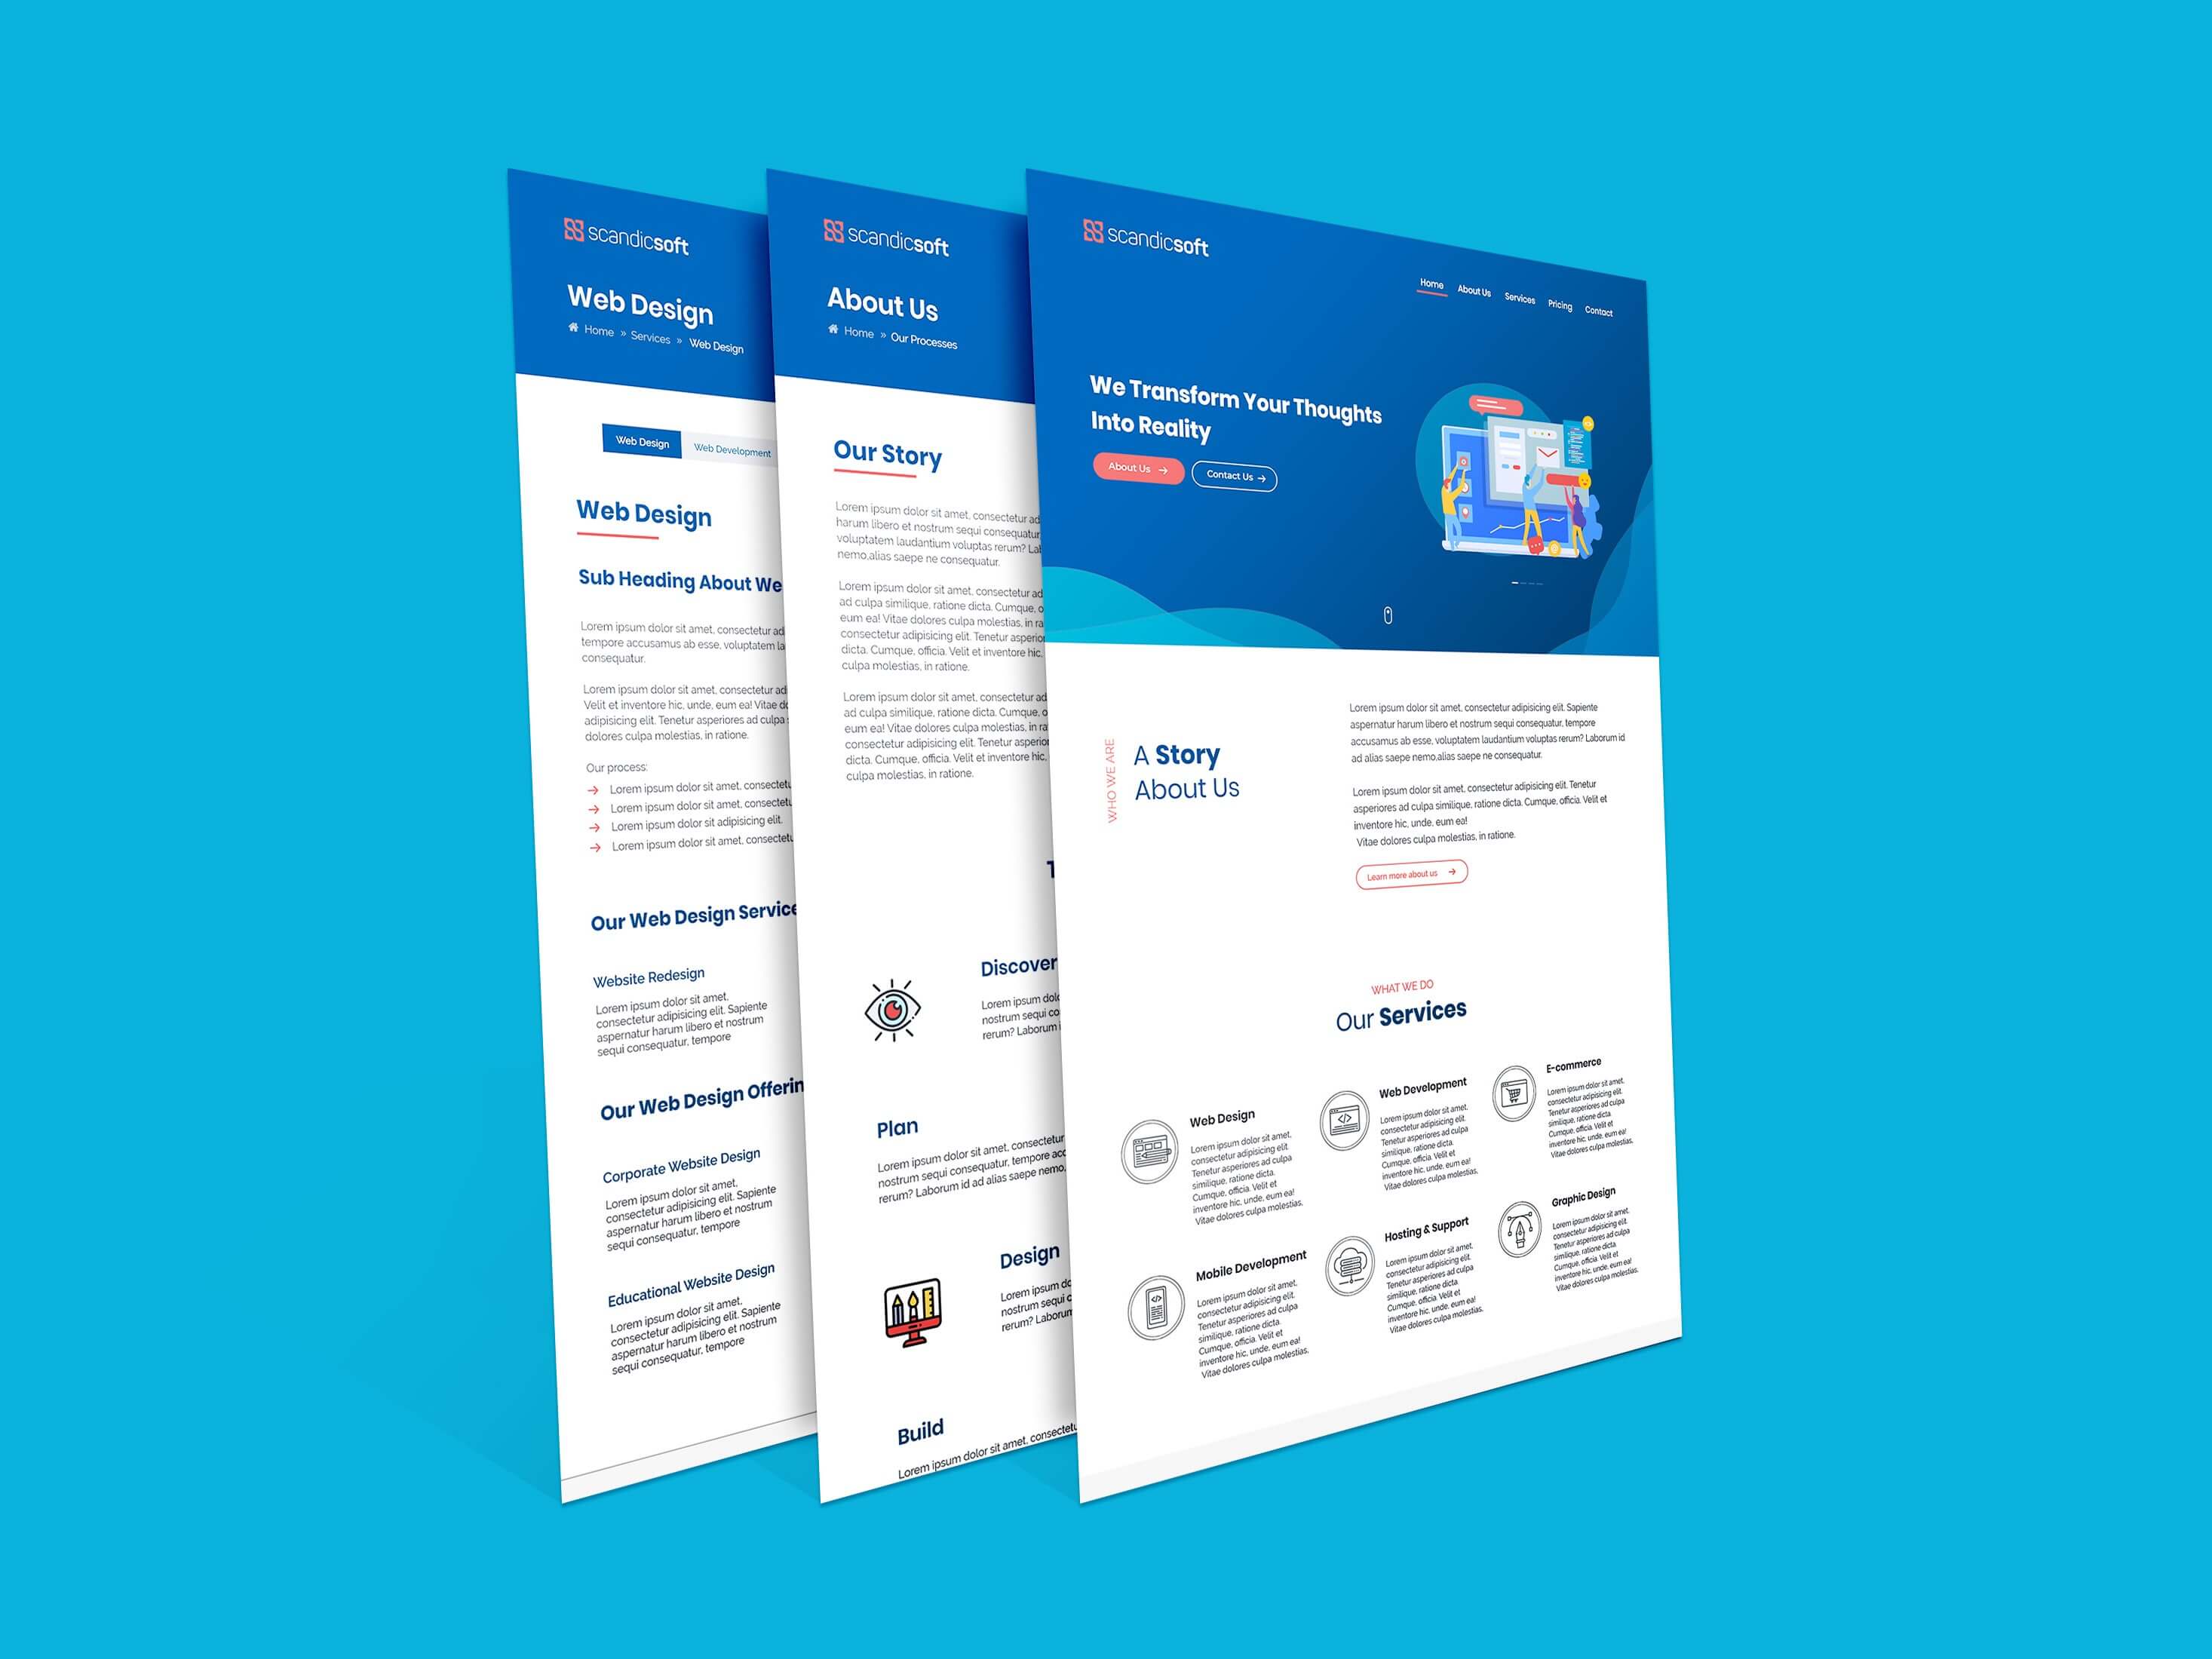 scandicsoft
Web Design
Home » Services » Web Design
Web Design
Web Development
Web Design
Sub Heading About We
Lorem ipsum dolor sit amet, consectetur ad
tempore accusamus ab esse, voluptatem la
consequatur.
Lorem ipsum dolor sit amet, consectetur ad
Velit et inventore hic, unde, eum ea! Vitae do
adipisicing elit. Tenetur asperiores ad culpa
dolores culpa molestias, in ratione.
Our process:
Lorem ipsum dolor sit amet, consectetu
Lorem ipsum dolor sit amet, consectetu
Lorem ipsum dolor sit adipisicing elit.
Lorem ipsum dolor sit amet, consectetu
Our Web Design Service
Website Redesign
Lorem ipsum dolor sit amet,
consectetur adipisicing elit. Sapiente
aspernatur harum libero et nostrum
sequi consequatur, tempore
Our Web Design Offerin
Corporate Website Design
Lorem ipsum dolor sit amet,
consectetur adipisicing elit. Sapiente
aspernatur harum libero et nostrum
sequi consequatur, tempore
Educational Website Design
Lorem ipsum dolor sit amet,
consectetur adipisicing elit. Sapiente
aspernatur harum libero et nostrum
sequi consequatur, tempore
scandicsoft
About Us
Home » Our Processes
Our Story
Lorem ipsum dolor sit amet, consectetur ad
harum libero et nostrum sequi consequatur,
voluptatem laudantium voluptas rerum? Lab
nemo,alias saepe ne consequatur.
Lorem ipsum dolor sit amet, consectetur ad
ad culpa similique, ratione dicta. Cumque, o
eum ea! Vitae dolores culpa molestias, in ra
consectetur adipisicing elit. Tenetur asperior
dicta. Cumque, officia. Velit et inventore hic,
culpa molestias, in ratione.
Lorem ipsum dolor sit amet, consectetur ad
ad culpa similique, ratione dicta. Cumque, o
eum ea! Vitae dolores culpa molestias, in ra
consectetur adipisicing elit. Tenetur asperior
dicta. Cumque, officia. Velit et inventore hic,
culpa molestias, in ratione.
Discover
Lorem ipsum dolo
nostrum sequi co
rerum? Laborum i
Plan
Lorem ipsum dolor sit amet, consectetur
nostrum sequi consequatur, tempore acc
rerum? Laborum id ad alias saepe nemo,
Design
Lorem ipsum do
nostrum sequi c
rerum? Laborum
Build
Lorem ipsum dolor sit amet, consectetu
scandicsoft
Home
About Us
Services
Pricing
Contact
We Transform Your Thoughts
Into Reality
About Us
Contact Us
WHO WE ARE
A Story
About Us
Lorem ipsum dolor sit amet, consectetur adipisicing elit. Sapiente
aspernatur harum libero et nostrum sequi consequatur, tempore
accusamus ab esse, voluptatem laudantium voluptas rerum? Laborum id
ad alias saepe nemo,alias saepe ne consequatur.
Lorem ipsum dolor sit amet, consectetur adipisicing elit. Tenetur
asperiores ad culpa similique, ratione dicta. Cumque, officia. Velit et
inventore hic, unde, eum ea!
Vitae dolores culpa molestias, in ratione.
Learn more about us
WHAT WE DO
Our Services
Web Design
Lorem ipsum dolor sit amet,
consectetur adipisicing elit.
Tenetur asperiores ad culpa
similique, ratione dicta.
Cumque, officia. Velit et
inventore hic, unde, eum ea!
Vitae dolores culpa molestias,
Web Development
Lorem ipsum dolor sit amet,
consectetur adipisicing elit.
Tenetur asperiores ad culpa
similique, ratione dicta.
Cumque, officia. Velit et
inventore hic, unde, eum ea!
Vitae dolores culpa molestias,
E-commerce
Lorem ipsum dolor sit amet,
consectetur adipisicing elit.
Tenetur asperiores ad culpa
similique, ratione dicta.
Cumque, officia. Velit et
inventore hic, unde, eum ea!
Vitae dolores culpa molestias,
Mobile Development
Lorem ipsum dolor sit amet,
consectetur adipisicing elit.
Tenetur asperiores ad culpa
similique, ratione dicta.
Cumque, officia. Velit et
inventore hic, unde, eum ea!
Vitae dolores culpa molestias,
Hosting & Support
Lorem ipsum dolor sit amet,
consectetur adipisicing elit.
Tenetur asperiores ad culpa
similique, ratione dicta.
Cumque, officia. Velit et
inventore hic, unde, eum ea!
Vitae dolores culpa molestias,
Graphic Design
Lorem ipsum dolor sit amet,
consectetur adipisicing elit.
Tenetur asperiores ad culpa
similique, ratione dicta.
Cumque, officia. Velit et
inventore hic, unde, eum ea!
Vitae dolores culpa molestias,